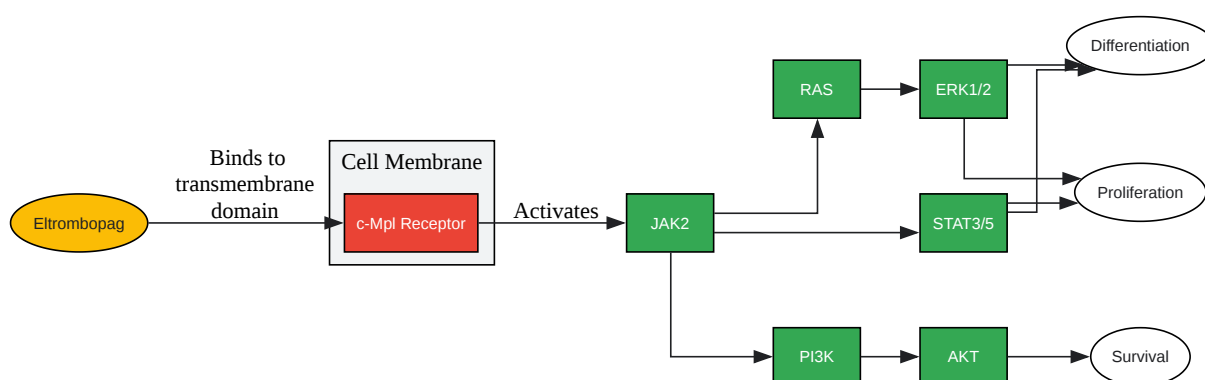 Eltrombopag
Binds to
transmembrane
domain
Cell Membrane
c-Mpl Receptor
Activates
JAK2
RAS
ERK1/2
STAT3/5
PI3K
AKT
Differentiation
Proliferation
Survival